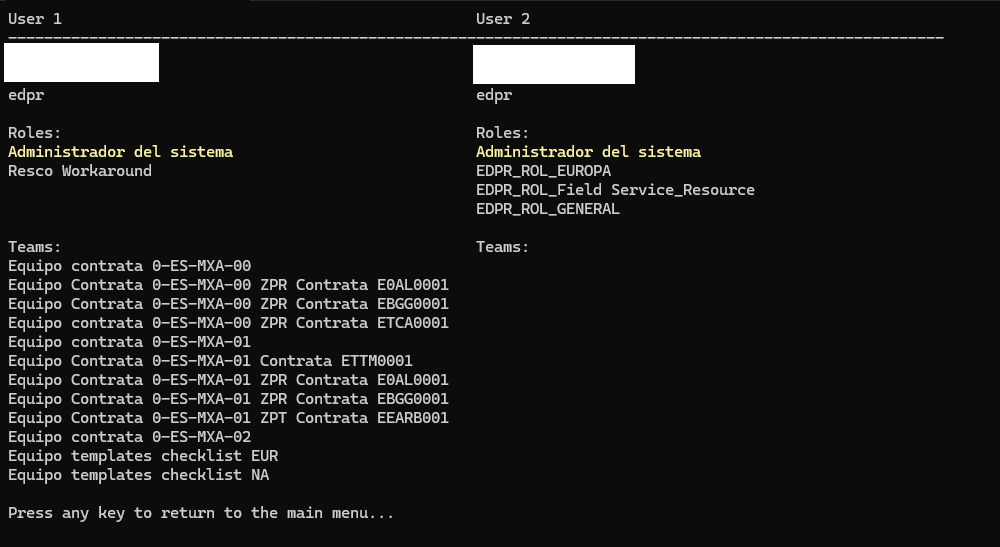 User 1 User 2
--------------------------------------------------------------------------------------------------------
edpr edpr
Roles: Roles:
Administrador del sistema Administrador del sistema
Resco Workaround EDPR_ROL_EUROPA
EDPR_ROL_Field Service_Resource
EDPR_ROL_GENERAL
Teams: Teams:
Equipo contrata 0-ES-MXA-00
Equipo Contrata 0-ES-MXA-00 ZPR Contrata E0AL0001
Equipo Contrata 0-ES-MXA-00 ZPR Contrata EBGG0001
Equipo Contrata 0-ES-MXA-00 ZPR Contrata ETCA0001
Equipo contrata 0-ES-MXA-01
Equipo Contrata 0-ES-MXA-01 Contrata ETTM0001
Equipo Contrata 0-ES-MXA-01 ZPR Contrata E0AL0001
Equipo Contrata 0-ES-MXA-01 ZPR Contrata EBGG0001
Equipo Contrata 0-ES-MXA-01 ZPT Contrata EEARB001
Equipo contrata 0-ES-MXA-02
Equipo templates checklist EUR
Equipo templates checklist NA
Press any key to return to the main menu...